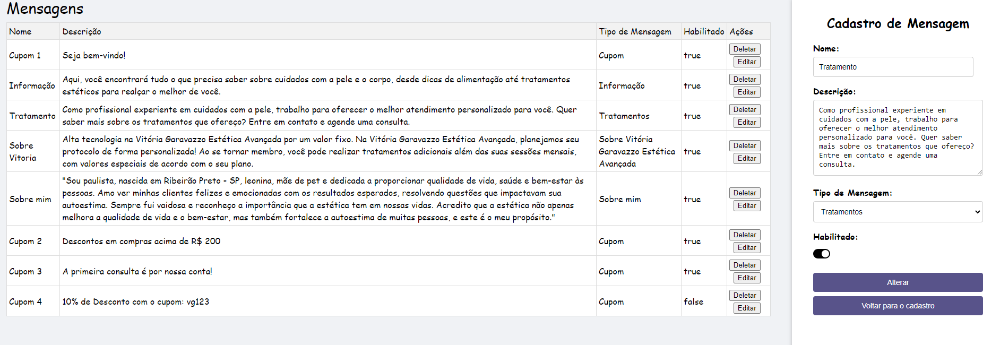 Mensagens
Nome Descrição Tipo de Mensagem Habilitado Ações
Cupom 1 Seja bem-vindo! Cupom true Deletar
Editar
Informação Aqui, você encontrará tudo o que precisa saber sobre cuidados com a pele e o corpo, desde dicas de alimentação até tratamentos
estéticos para realçar o melhor de você. Informação true Deletar
Editar
Tratamento Como profissional experiente em cuidados com a pele, trabalho para oferecer o melhor atendimento personalizado para você. Quer
saber mais sobre os tratamentos que ofereço? Entre em contato e agende uma consulta. Tratamentos true Deletar
Editar
Sobre
Vitoria
Alta tecnologia na Vitória Garavazzo Estética Avançada por um valor fixo. Na Vitória Garavazzo Estética Avançada, planejamos seu
protocolo de forma personalizada! Ao se tornar membro, você pode realizar tratamentos adicionais além das suas sessões mensais,
com valores especiais de acordo com o seu plano.
Sobre Vitória
Garavazzo Estética
Avançada
true
Deletar
Editar
Sobre mim
"Sou paulista, nascida em Ribeirão Preto - SP, leonina, mãe de pet e dedicada a proporcionar qualidade de vida, saúde e bem-estar às
pessoas. Amo ver minhas clientes felizes e emocionadas com os resultados esperados, resolvendo questões que impactavam sua
autoestima. Sempre fui vaidosa e reconheço a importância que a estética tem em nossas vidas. Acredito que a estética não apenas
melhora a qualidade de vida e o bem-estar, mas também fortalece a autoestima de muitas pessoas, e este é o meu propósito."
Sobre mim
true
Deletar
Editar
Cupom 2 Descontos em compras acima de R$ 200 Cupom true Deletar
Editar
Cupom 3 A primeira consulta é por nossa conta! Cupom true Deletar
Editar
Cupom 4 10% de Desconto com o cupom: vg123 Cupom false Deletar
Editar
Cadastro de Mensagem
Nome:
Tratamento
Descrição:
Como profissional experiente em
cuidados com a pele, trabalho para
oferecer o melhor atendimento
personalizado para você. Quer saber
mais sobre os tratamentos que ofereço?
Entre em contato e agende uma
consulta.
Tipo de Mensagem:
Tratamentos
Habilitado:
Alterar
Voltar para o cadastro